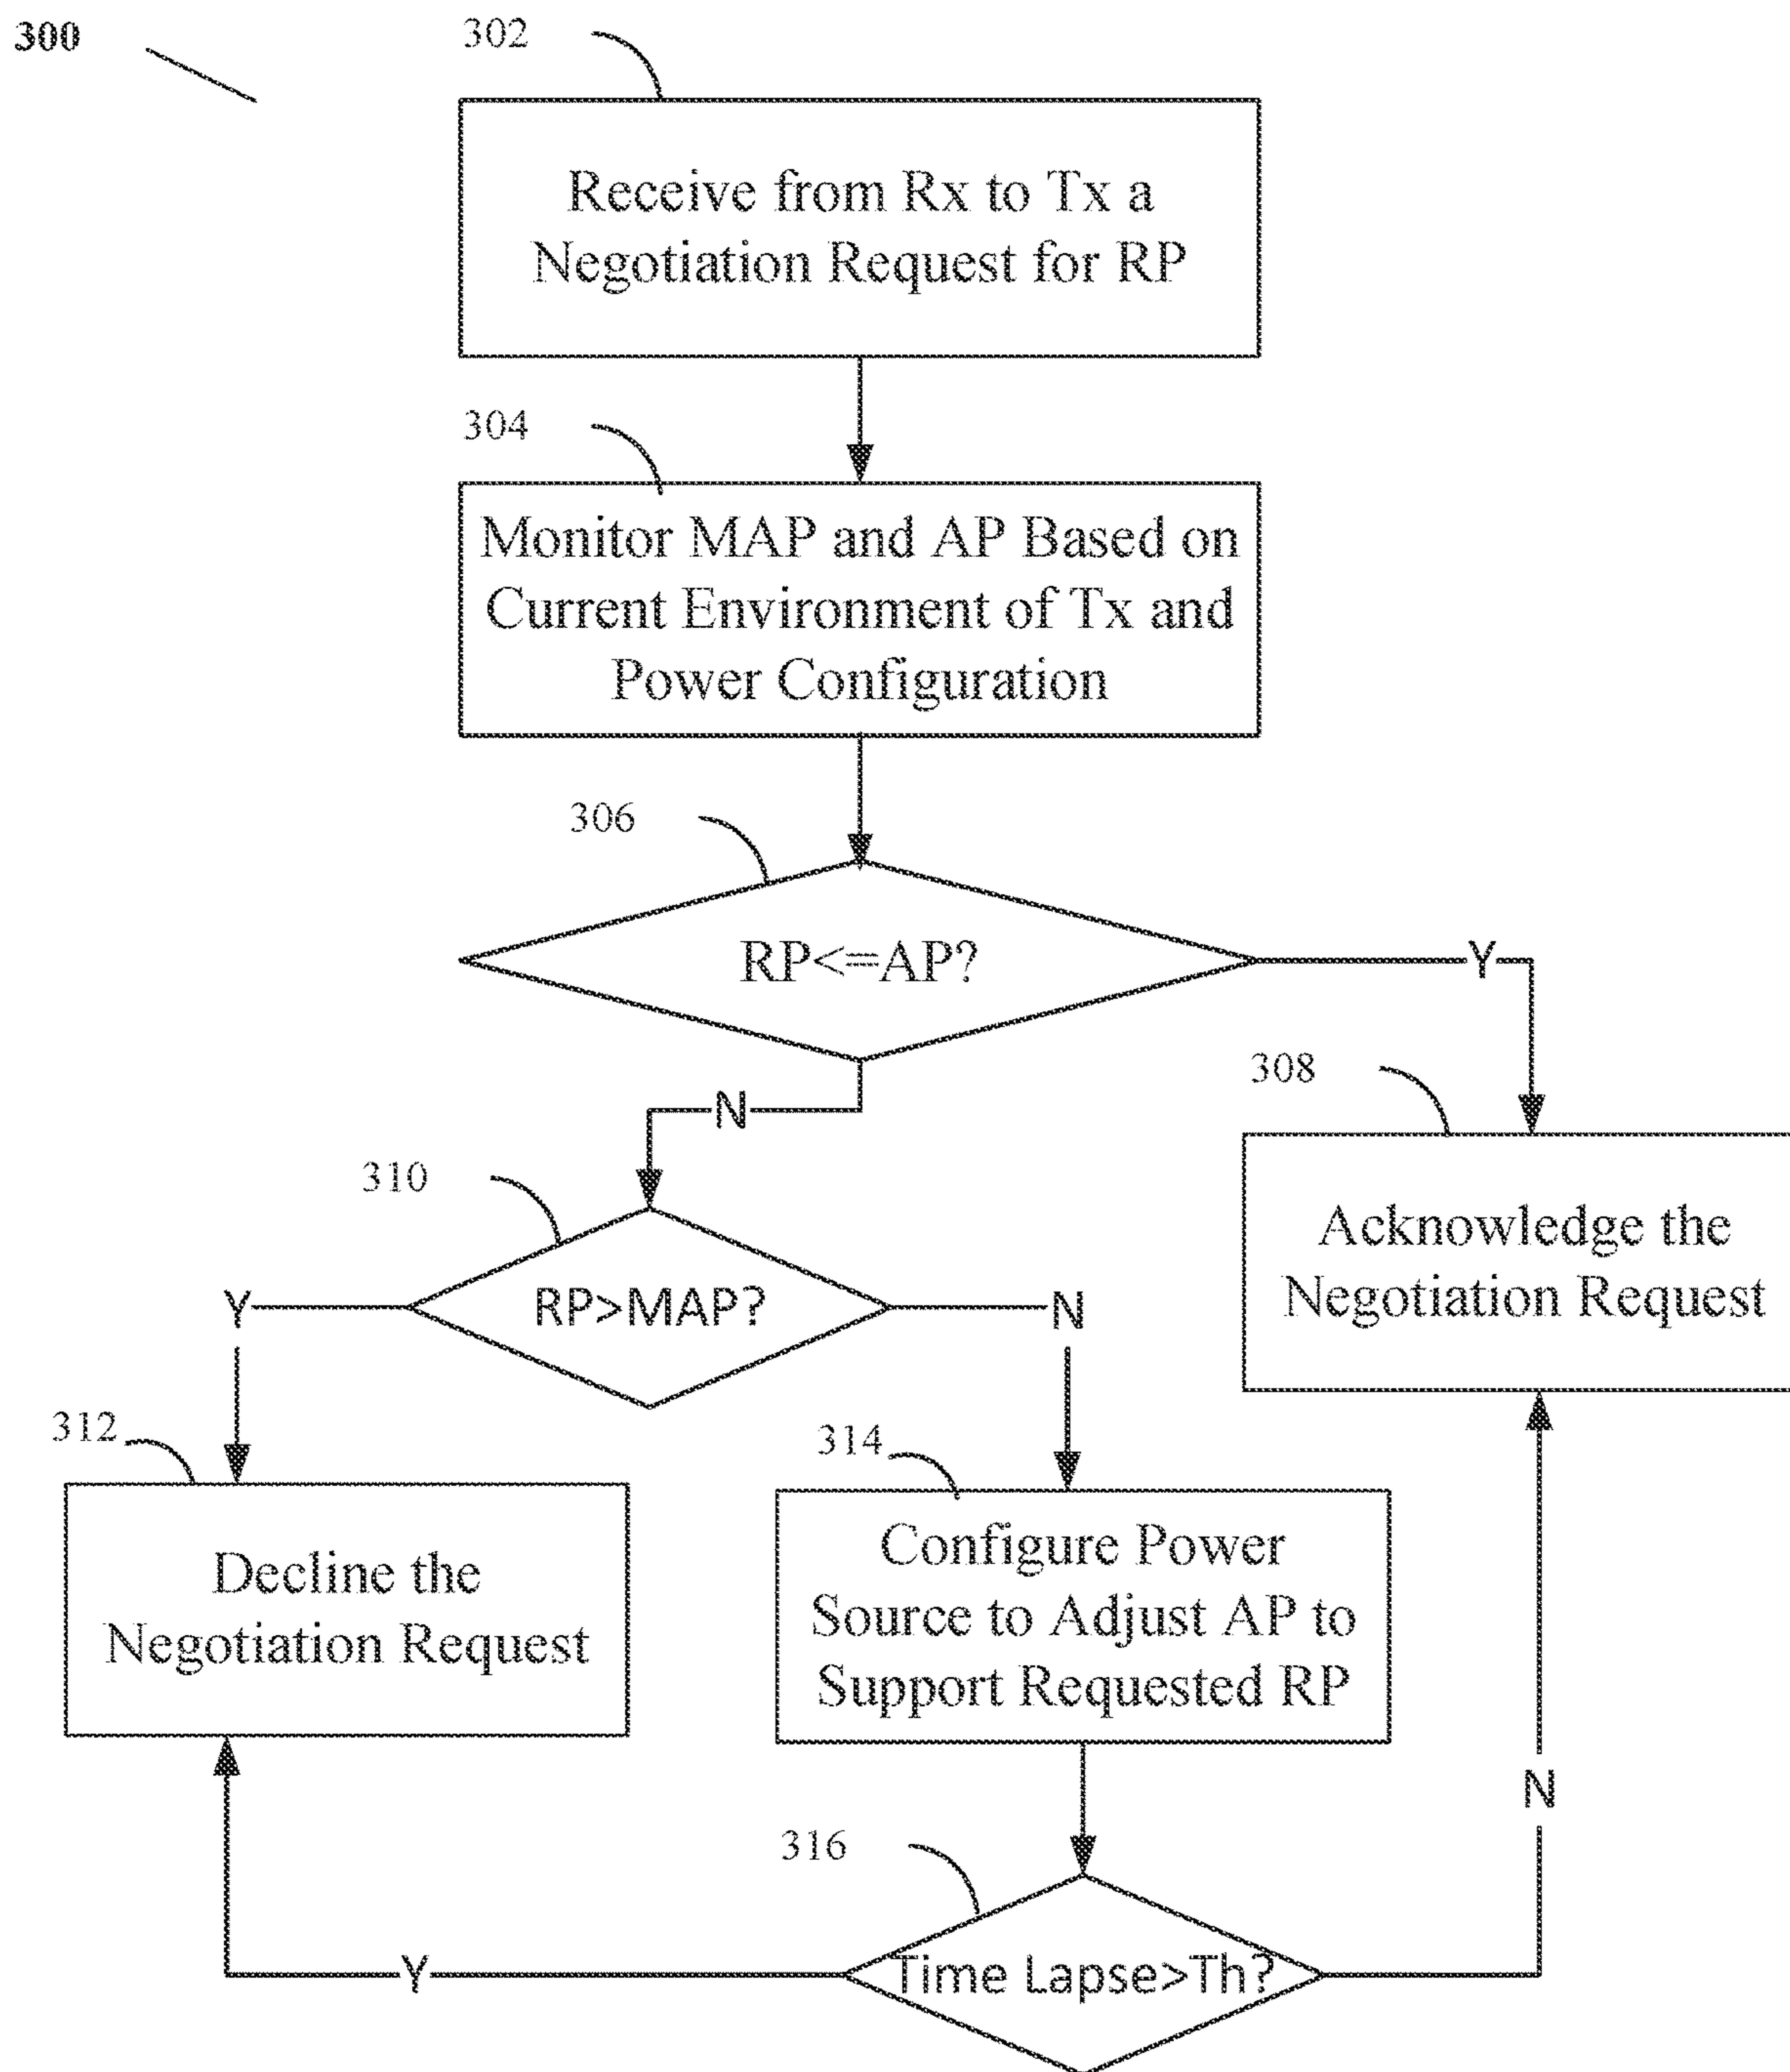 300
302
Receive from Rx to Tx a
Negotiation Request for RP
304
Monitor MAP and AP Based on
Current Environment of Tx and
Power Configuration
306
RP<=AP?
Y
N
308
Acknowledge the
Negotiation Request
310
RP>MAP?
Y
N
312
Decline the
Negotiation Request
314
Configure Power
Source to Adjust AP to
Support Requested RP
N
316
Time Lapse>Th?
Y